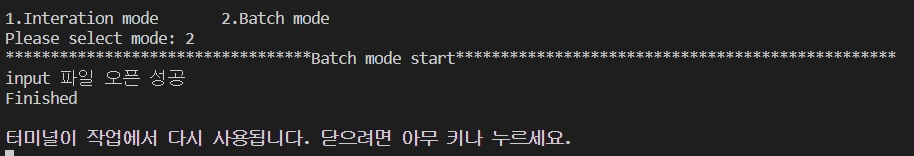 1.Interation mode 2.Batch mode
Please select mode: 2
**********************************Batch mode start*************************************************
input 파일 오픈 성공
Finished
터미널이 작업에서 다시 사용됩니다. 닫으려면 아무 키나 누르세요.